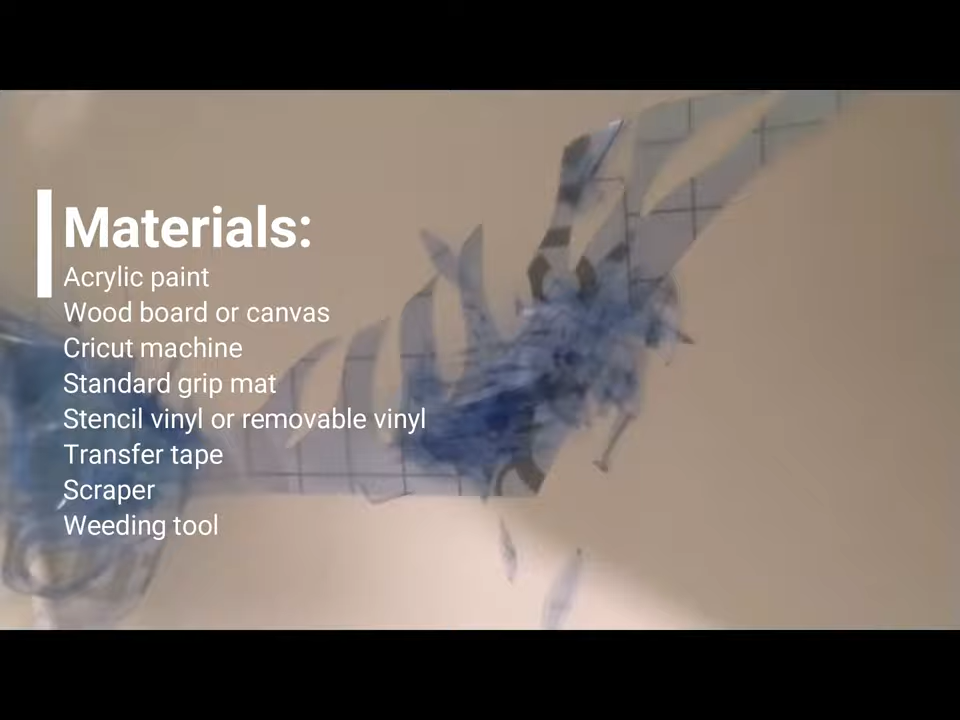 Materials:
Acrylic paint
Wood board or canvas
Cricut machine
Standard grip mat
Stencil vinyl or removable vinyl
Transfer tape
Scraper
Weeding tool